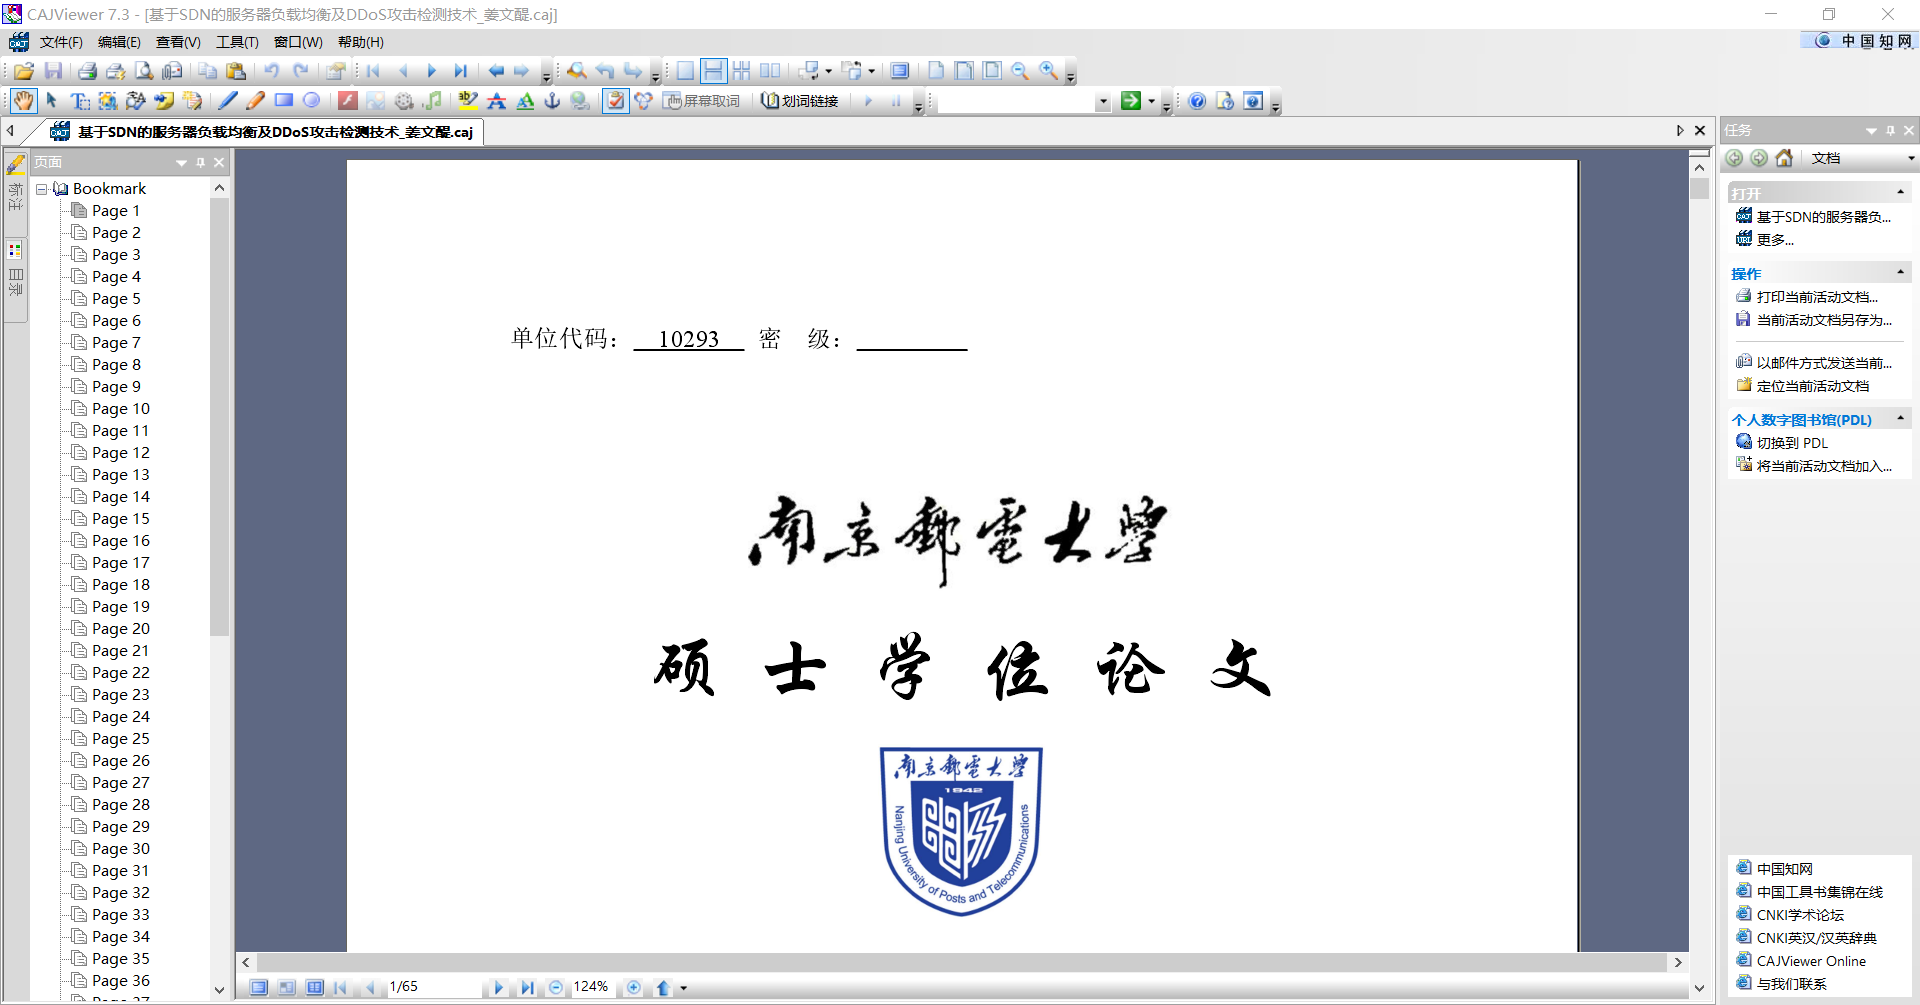 CAJViewer 7.3 - [基于SDN的服务器负载均衡及DDoS攻击检测技术_姜文醍.caj]
文件(F) 编辑(E) 查看(V) 工具(T) 窗口(W) 帮助(H)
中国知网
屏幕取词 划词链接
基于SDN的服务器负载均衡及DDoS攻击检测技术_姜文醍.caj
标注
目录
页面
Bookmark
Page 1
Page 2
Page 3
Page 4
Page 5
Page 6
Page 7
Page 8
Page 9
Page 10
Page 11
Page 12
Page 13
Page 14
Page 15
Page 16
Page 17
Page 18
Page 19
Page 20
Page 21
Page 22
Page 23
Page 24
Page 25
Page 26
Page 27
Page 28
Page 29
Page 30
Page 31
Page 32
Page 33
Page 34
Page 35
Page 36
单位代码： 10293 密 级：
南京郵電大學
硕士学位论文
南京郵電大學
1942
Nanjing University of Posts and Telecommunications
1/65
124%
任务
文档
打开
基于SDN的服务器负...
更多...
操作
打印当前活动文档...
当前活动文档另存为...
以邮件方式发送当前...
定位当前活动文档
个人数字图书馆(PDL)
切换到 PDL
将当前活动文档加入...
中国知网
中国工具书集锦在线
CNKI学术论坛
CNKI英汉/汉英辞典
CAJViewer Online
与我们联系